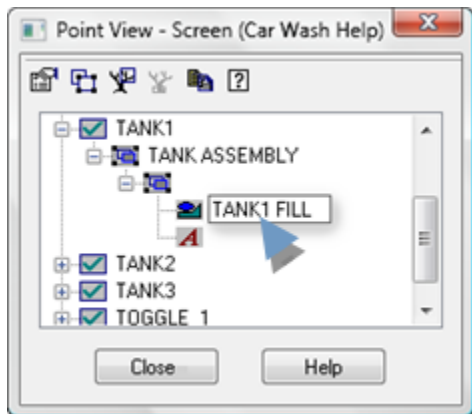 Point View - Screen (Car Wash Help)
TANK1
TANK ASSEMBLY
TANK1 FILL
A
TANK2
TANK3
TOGGLE_1
Close
Help